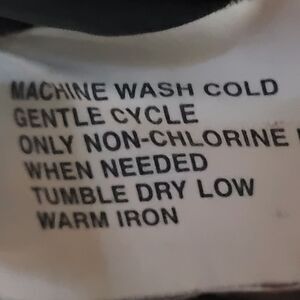 MACHINE WASH COLD
GENTLE CYCLE
ONLY NON-CHLORINE
WHEN NEEDED
TUMBLE DRY LOW
WARM IRON